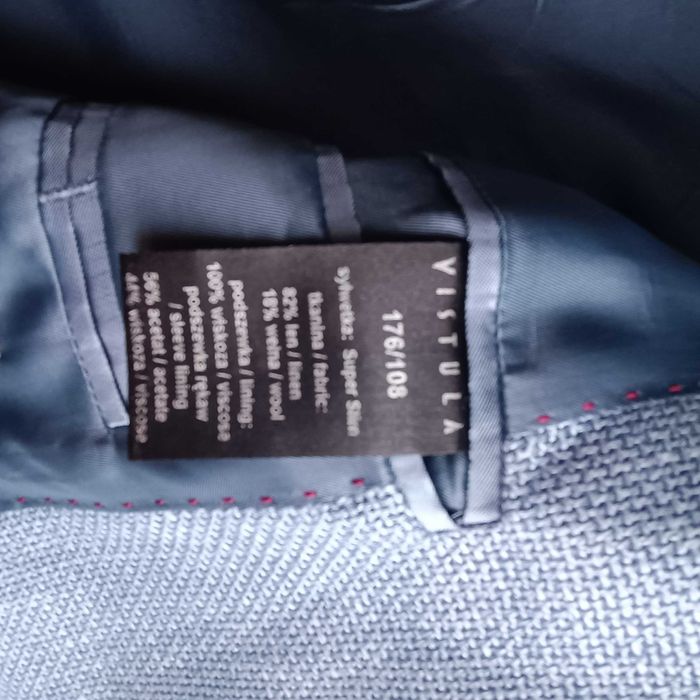 VISTULA
176/108
sylwetka: Super Slim
tkanina / fabric:
82% len / linen
18% wełna / wool
podszewka / lining:
100% wiskoza / viscose
podszewka rękaw
/ sleeve lining
56% acetat / acetate
44% wiskoza / viscose